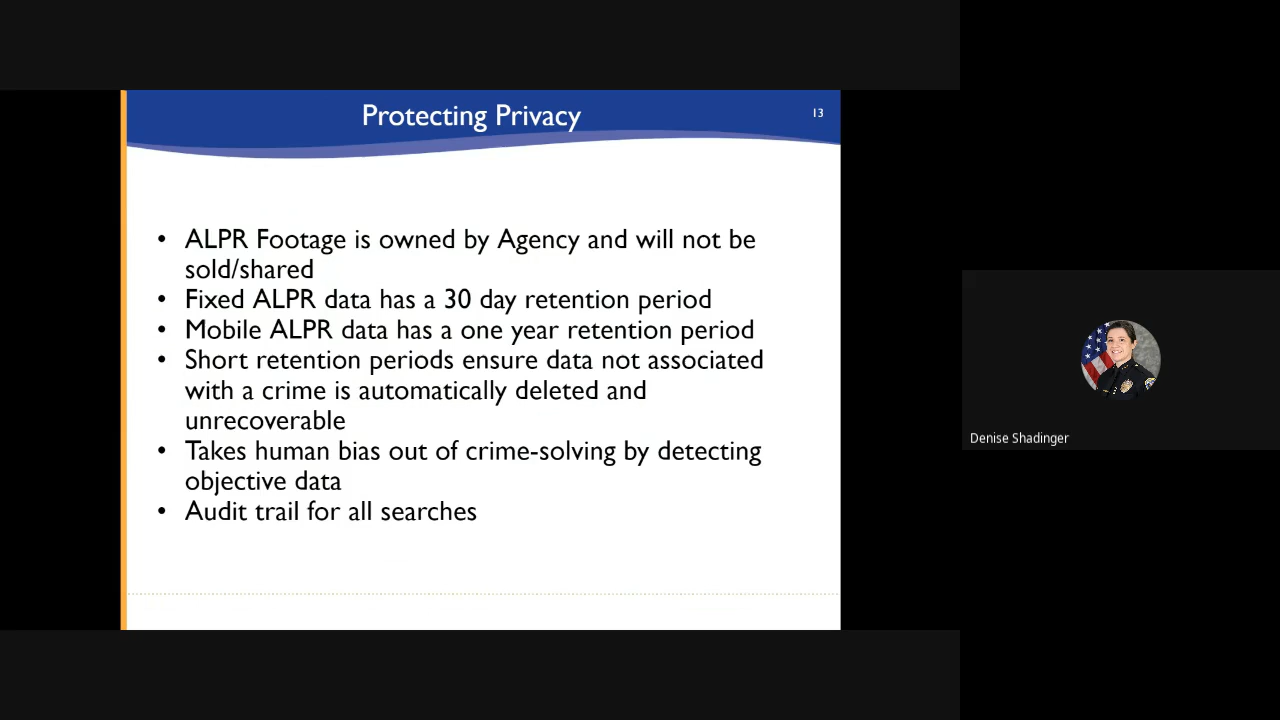 Protecting Privacy
13
• ALPR Footage is owned by Agency and will not be
sold/shared
• Fixed ALPR data has a 30 day retention period
• Mobile ALPR data has a one year retention period
• Short retention periods ensure data not associated
with a crime is automatically deleted and
unrecoverable
• Takes human bias out of crime-solving by detecting
objective data
• Audit trail for all searches
Denise Shadinger